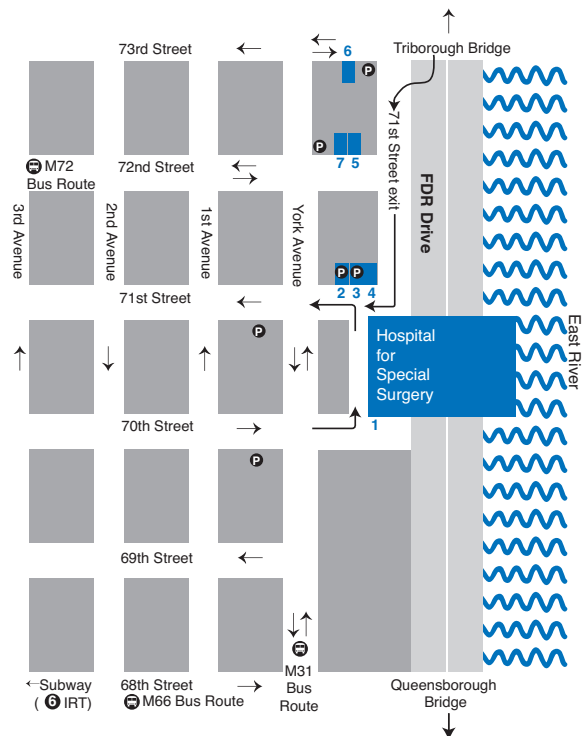 73rd Street
6
Triborough Bridge
P
71st Street exit
P
7 5
M72
Bus Route
72nd Street
FDR Drive
3rd Avenue
2nd Avenue
1st Avenue
York Avenue
P P
2 3 4
71st Street
P
Hospital
for
Special
Surgery
East River
70th Street
1
P
69th Street
M31
Bus
Route
Subway
( 6 IRT)
68th Street
M66 Bus Route
Queensborough
Bridge